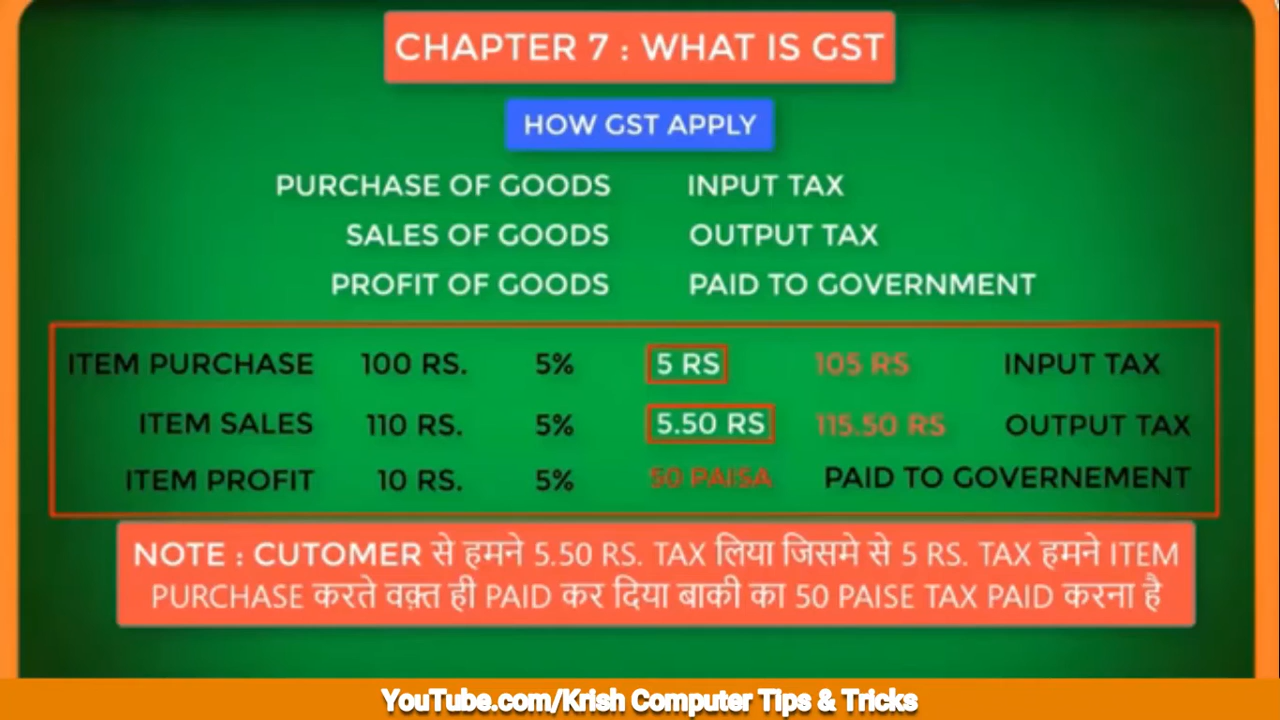 CHAPTER 7 : WHAT IS GST
HOW GST APPLY
PURCHASE OF GOODS INPUT TAX
SALES OF GOODS OUTPUT TAX
PROFIT OF GOODS PAID TO GOVERNMENT
ITEM PURCHASE 100 RS. 5% 5 RS 105 RS INPUT TAX
ITEM SALES 110 RS. 5% 5.50 RS 115.50 RS OUTPUT TAX
ITEM PROFIT 10 RS. 5% 50 PAISA PAID TO GOVERNEMENT
NOTE : CUTOMER से हमने 5.50 RS. TAX लिया जिसमे से 5 RS. TAX हमने ITEM
PURCHASE करते वक़्त ही PAID कर दिया बाकी का 50 PAISE TAX PAID करना है
YouTube.com/Krish Computer Tips & Tricks